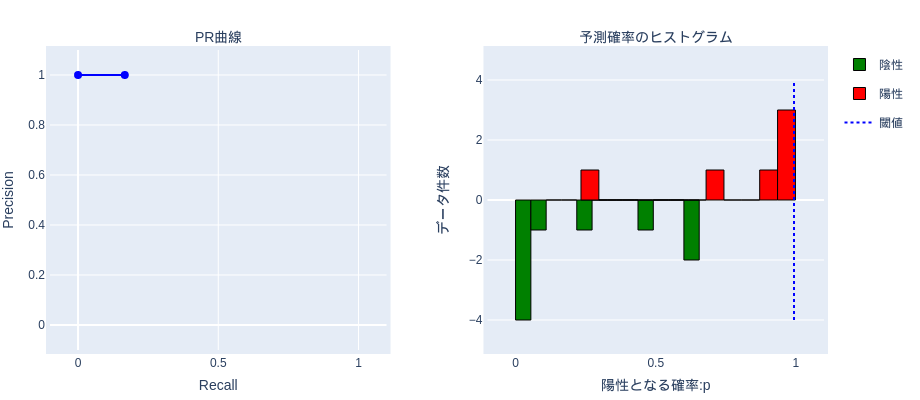 PR曲線
1
0.8
0.6
0.4
0.2
0
Precision
0
0.5
1
Recall
予測確率のヒストグラム
4
2
0
−2
−4
データ件数
0
0.5
1
陽性となる確率:p
陰性
陽性
閾値